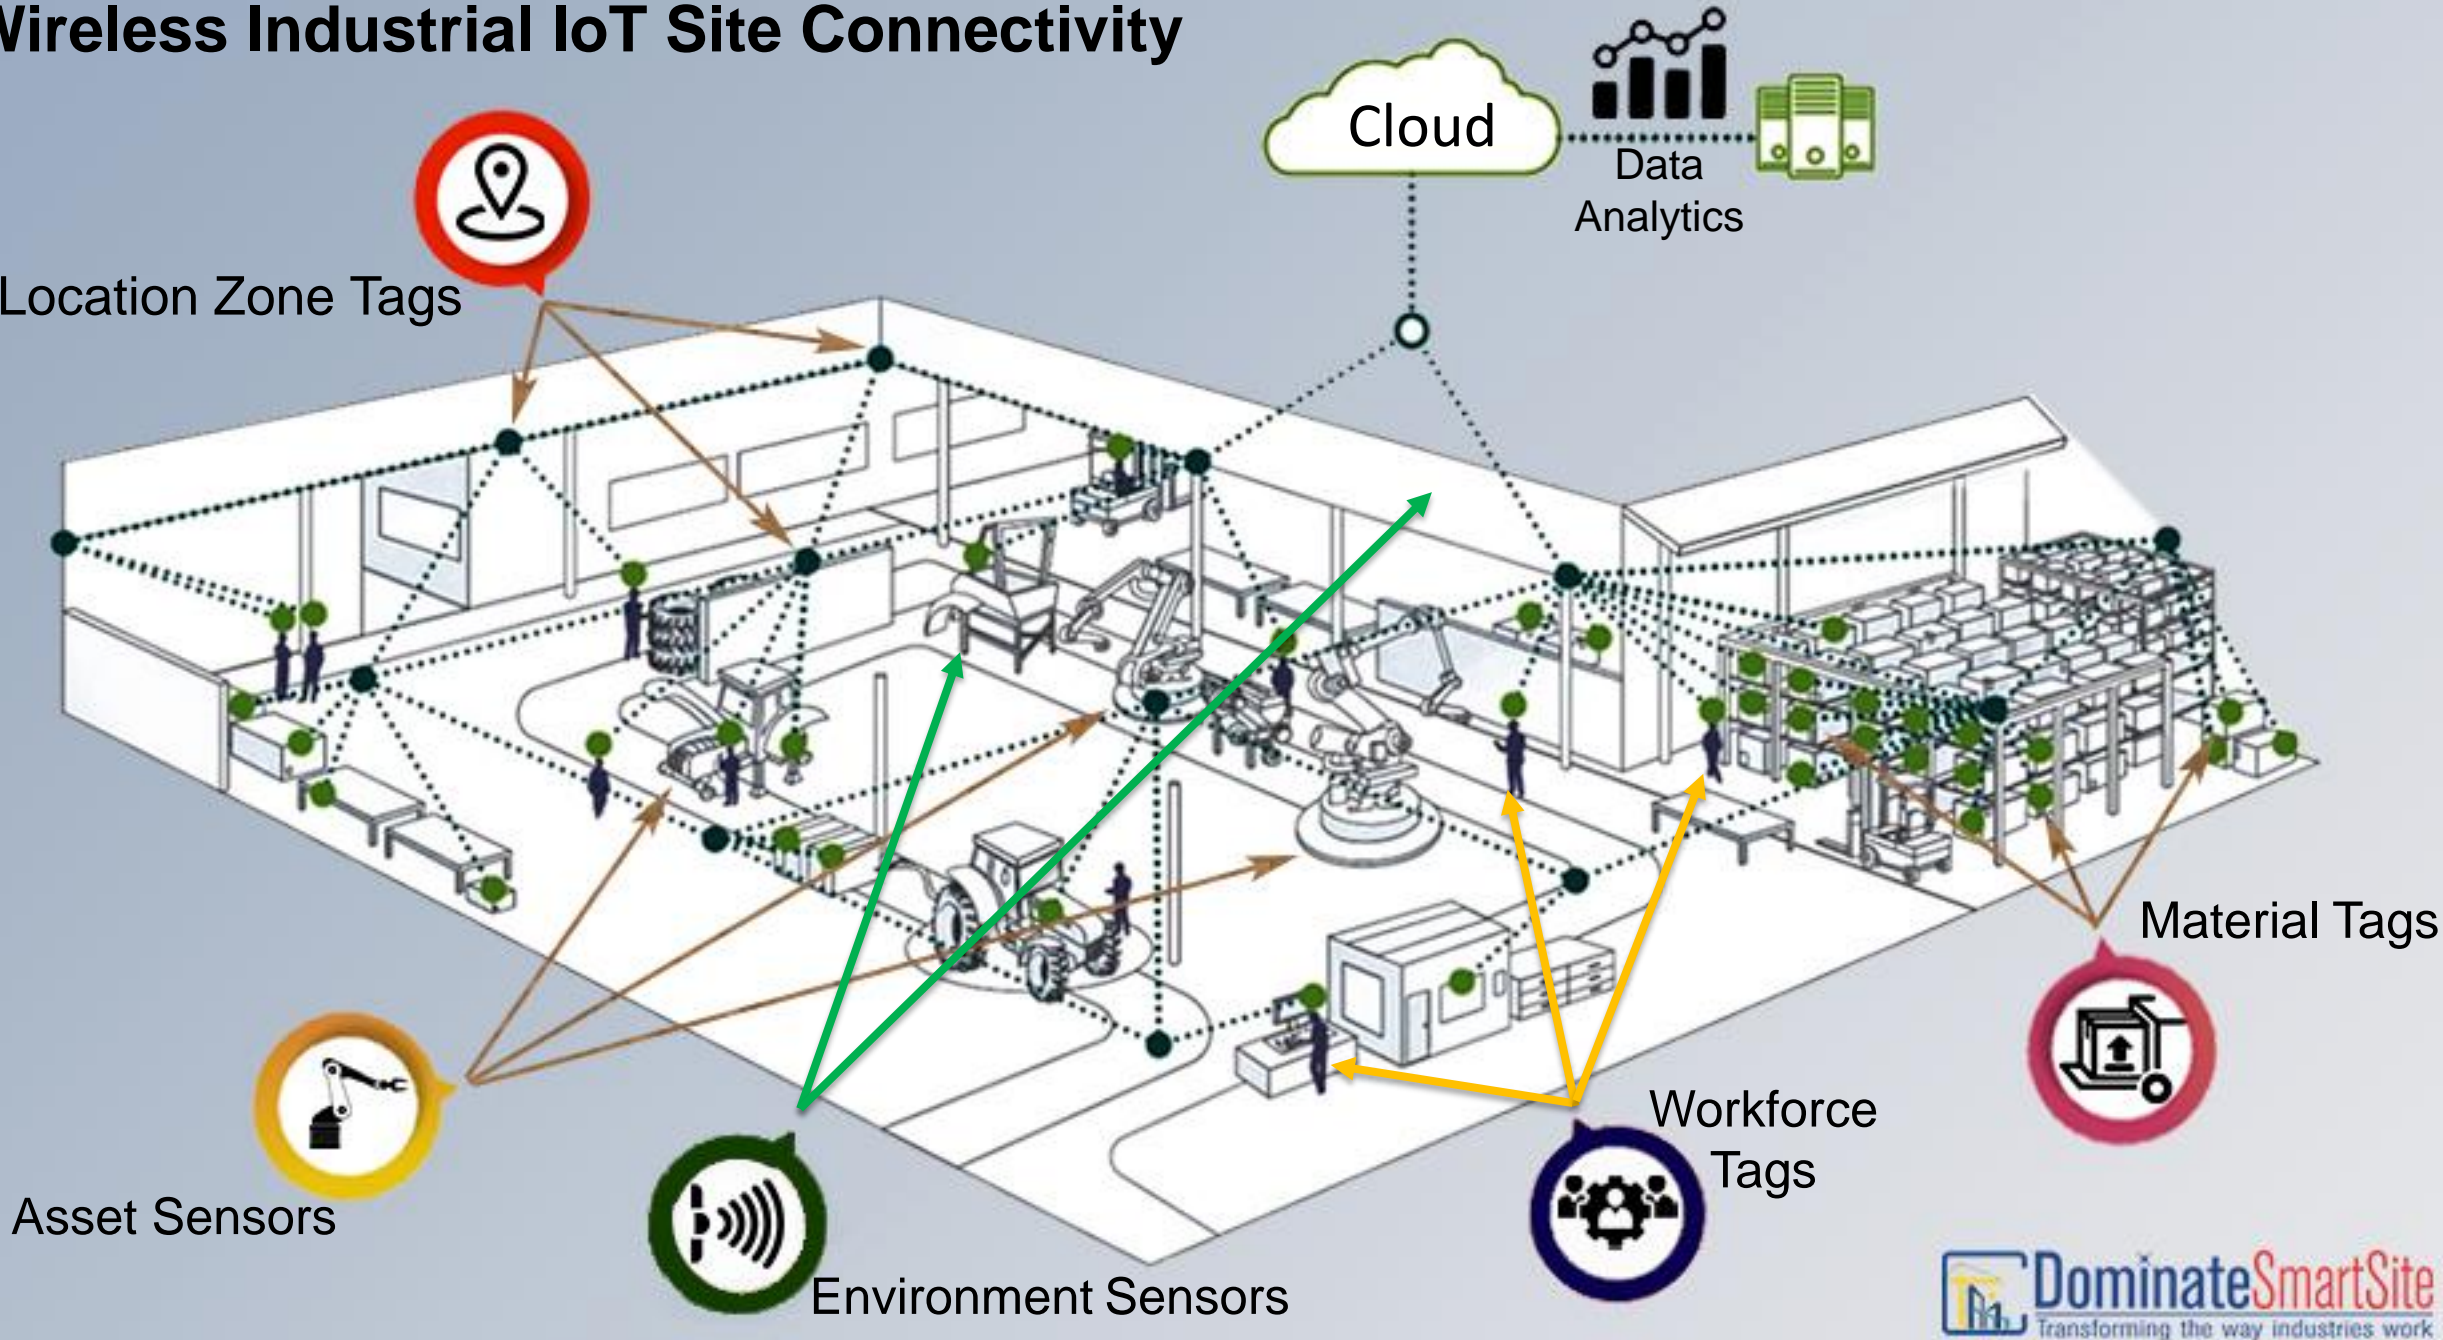 Wireless Industrial IoT Site Connectivity
Cloud
Data
Analytics
Location Zone Tags
Material Tags
Workforce
Tags
Asset Sensors
Environment Sensors
DominateSmartSite
Transforming the way industries work